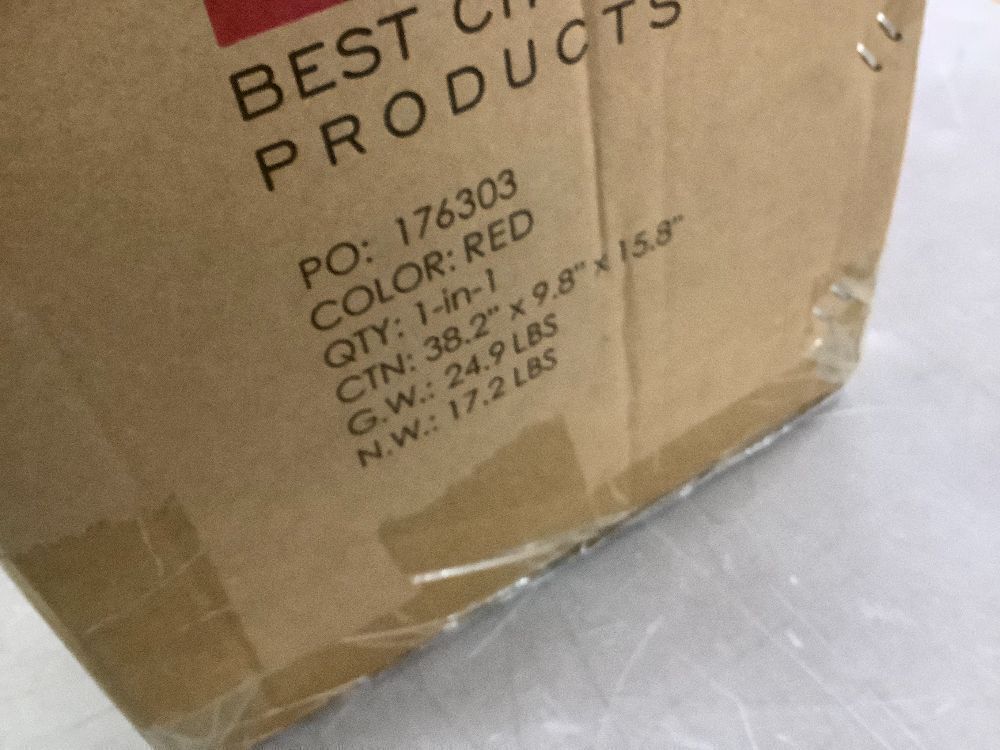 BEST
PRODUCTS
PO: 176303
COLOR: RED
QTY: 1-in-1
CTN: 38.2" x 9.8" x 15.8"
G.W.: 24.9 LBS
N.W.: 17.2 LBS